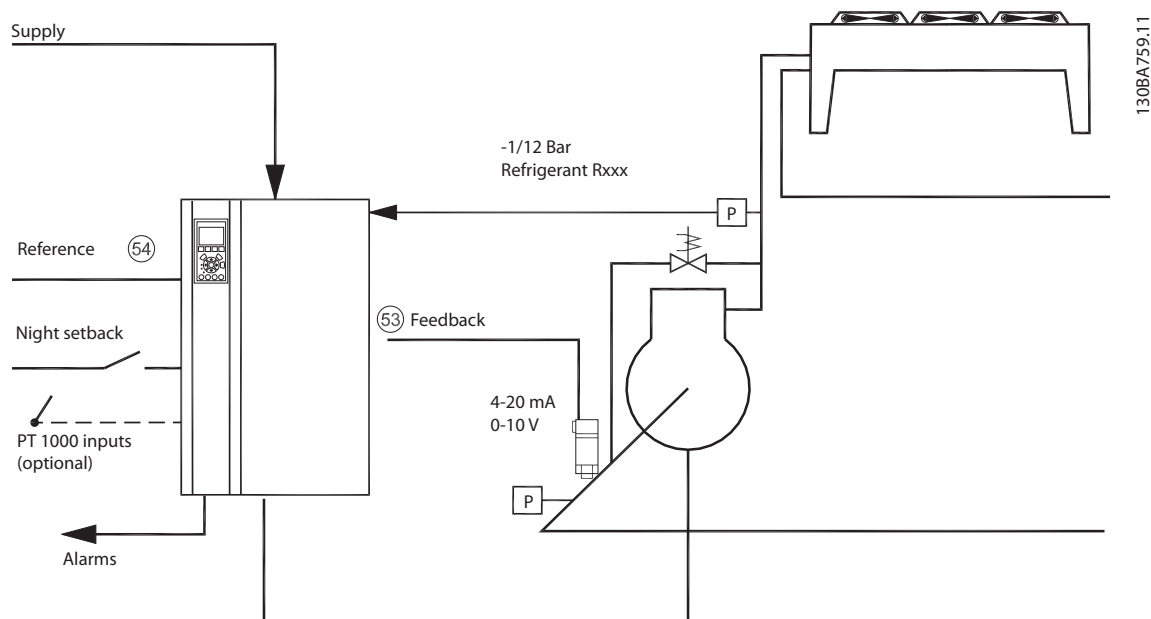 Supply
130BA759.11
-1/12 Bar
Refrigerant Rxxx
P
Reference 54
53 Feedback
Night setback
4-20 mA
0-10 V
PT 1000 inputs
(optional)
P
Alarms